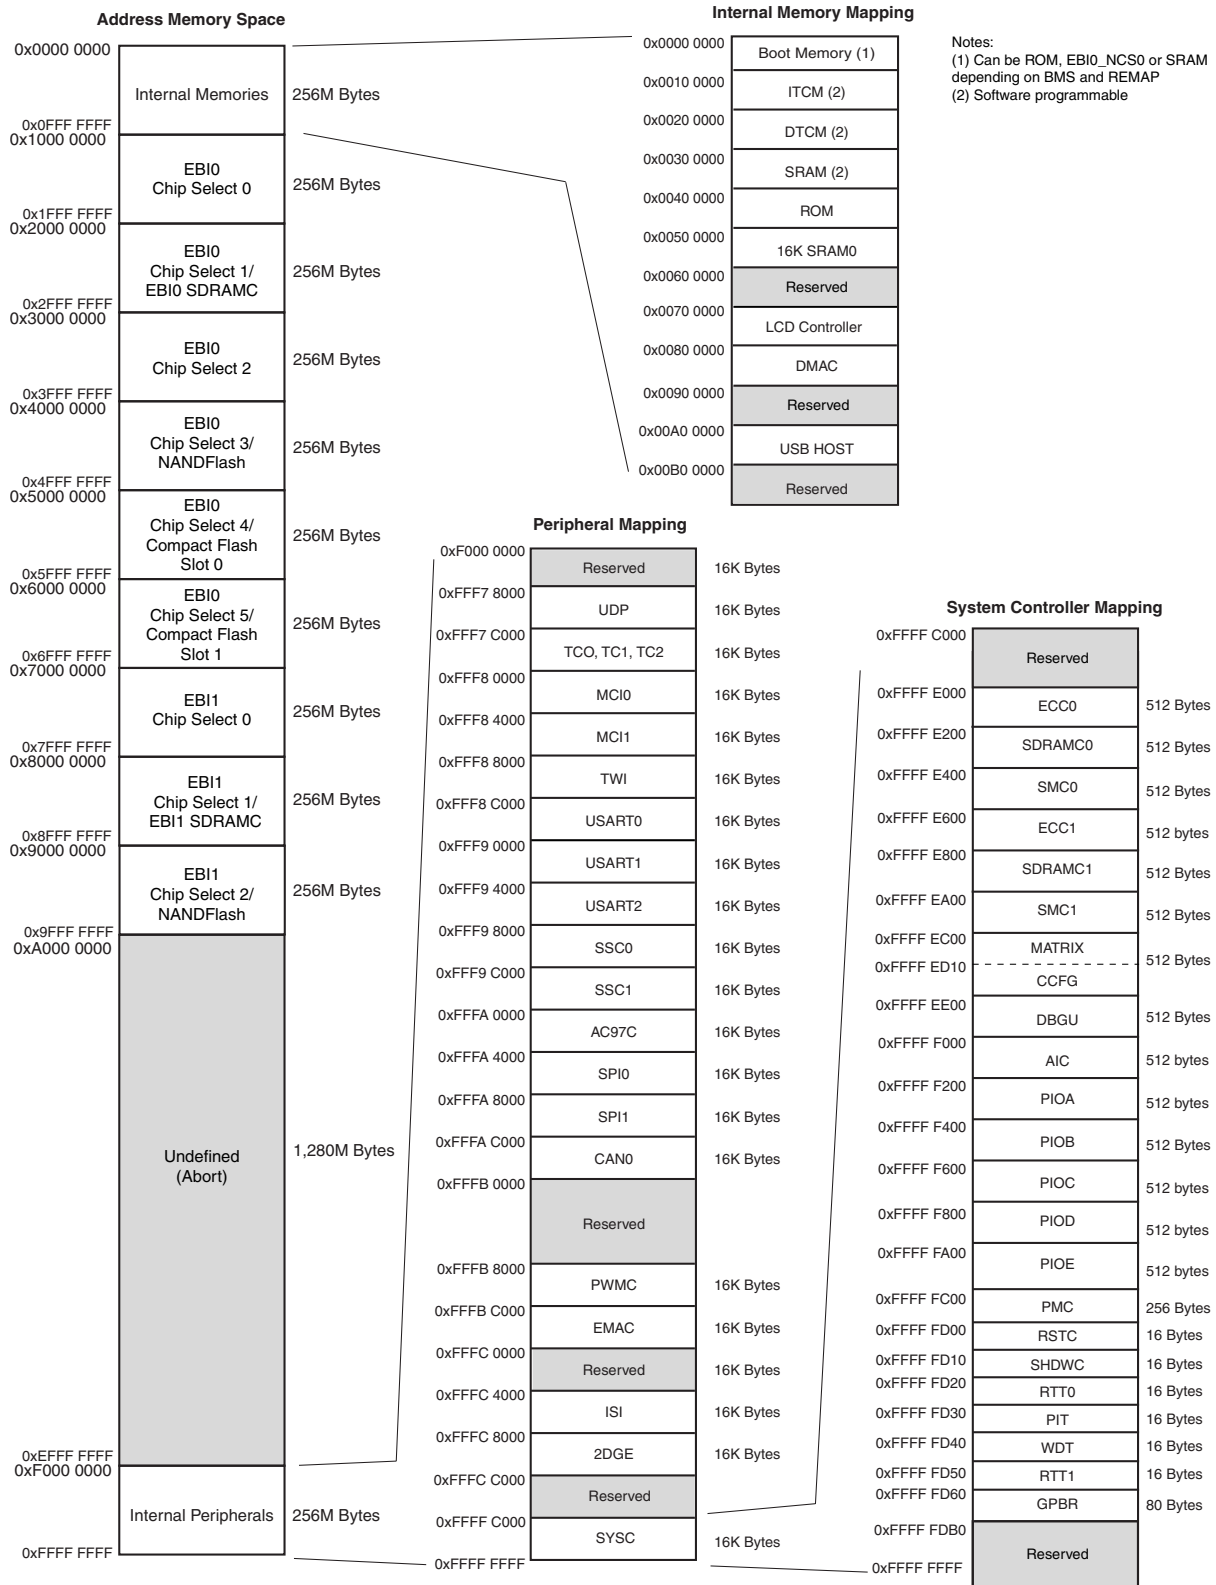 Address Memory Space
0x0000 0000
Internal Memories
256M Bytes
0x0FFF FFFF
0x1000 0000
EBI0
Chip Select 0
256M Bytes
0x1FFF FFFF
0x2000 0000
EBI0
Chip Select 1/
EBI0 SDRAMC
256M Bytes
0x2FFF FFFF
0x3000 0000
EBI0
Chip Select 2
256M Bytes
0x3FFF FFFF
0x4000 0000
EBI0
Chip Select 3/
NANDFlash
256M Bytes
0x4FFF FFFF
0x5000 0000
EBI0
Chip Select 4/
Compact Flash
Slot 0
256M Bytes
0x5FFF FFFF
0x6000 0000
EBI0
Chip Select 5/
Compact Flash
Slot 1
256M Bytes
0x6FFF FFFF
0x7000 0000
EBI1
Chip Select 0
256M Bytes
0x7FFF FFFF
0x8000 0000
EBI1
Chip Select 1/
EBI1 SDRAMC
256M Bytes
0x8FFF FFFF
0x9000 0000
EBI1
Chip Select 2/
NANDFlash
256M Bytes
0x9FFF FFFF
0xA000 0000
Undefined
(Abort)
1,280M Bytes
0xEFFF FFFF
0xF000 0000
Internal Peripherals
256M Bytes
0xFFFF FFFF
Internal Memory Mapping
0x0000 0000
Boot Memory (1)
0x0010 0000
ITCM (2)
0x0020 0000
DTCM (2)
0x0030 0000
SRAM (2)
0x0040 0000
ROM
0x0050 0000
16K SRAM0
0x0060 0000
Reserved
0x0070 0000
LCD Controller
0x0080 0000
DMAC
0x0090 0000
Reserved
0x00A0 0000
USB HOST
0x00B0 0000
Reserved
Notes:
(1) Can be ROM, EBI0_NCS0 or SRAM
depending on BMS and REMAP
(2) Software programmable
Peripheral Mapping
0xF000 0000
Reserved
16K Bytes
0xFFF7 8000
UDP
16K Bytes
0xFFF7 C000
TCO, TC1, TC2
16K Bytes
0xFFF8 0000
MCI0
16K Bytes
0xFFF8 4000
MCI1
16K Bytes
0xFFF8 8000
TWI
16K Bytes
0xFFF8 C000
USART0
16K Bytes
0xFFF9 0000
USART1
16K Bytes
0xFFF9 4000
USART2
16K Bytes
0xFFF9 8000
SSC0
16K Bytes
0xFFF9 C000
SSC1
16K Bytes
0xFFFA 0000
AC97C
16K Bytes
0xFFFA 4000
SPI0
16K Bytes
0xFFFA 8000
SPI1
16K Bytes
0xFFFA C000
CAN0
16K Bytes
0xFFFB 0000
Reserved
0xFFFB 8000
PWMC
16K Bytes
0xFFFB C000
EMAC
16K Bytes
0xFFFC 0000
Reserved
16K Bytes
0xFFFC 4000
ISI
16K Bytes
0xFFFC 8000
2DGE
16K Bytes
0xFFFC C000
Reserved
0xFFFF C000
SYSC
16K Bytes
0xFFFF FFFF
System Controller Mapping
0xFFFF C000
Reserved
0xFFFF E000
ECC0
512 Bytes
0xFFFF E200
SDRAMC0
512 Bytes
0xFFFF E400
SMC0
512 Bytes
0xFFFF E600
ECC1
512 bytes
0xFFFF E800
SDRAMC1
512 Bytes
0xFFFF EA00
SMC1
512 Bytes
0xFFFF EC00
MATRIX
512 Bytes
0xFFFF ED10
CCFG
0xFFFF EE00
DBGU
512 Bytes
0xFFFF F000
AIC
512 bytes
0xFFFF F200
PIOA
512 bytes
0xFFFF F400
PIOB
512 Bytes
0xFFFF F600
PIOC
512 bytes
0xFFFF F800
PIOD
512 bytes
0xFFFF FA00
PIOE
512 bytes
0xFFFF FC00
PMC
256 Bytes
0xFFFF FD00
RSTC
16 Bytes
0xFFFF FD10
SHDWC
16 Bytes
0xFFFF FD20
RTT0
16 Bytes
0xFFFF FD30
PIT
16 Bytes
0xFFFF FD40
WDT
16 Bytes
0xFFFF FD50
RTT1
16 Bytes
0xFFFF FD60
GPBR
80 Bytes
0xFFFF FDB0
Reserved
0xFFFF FFFF